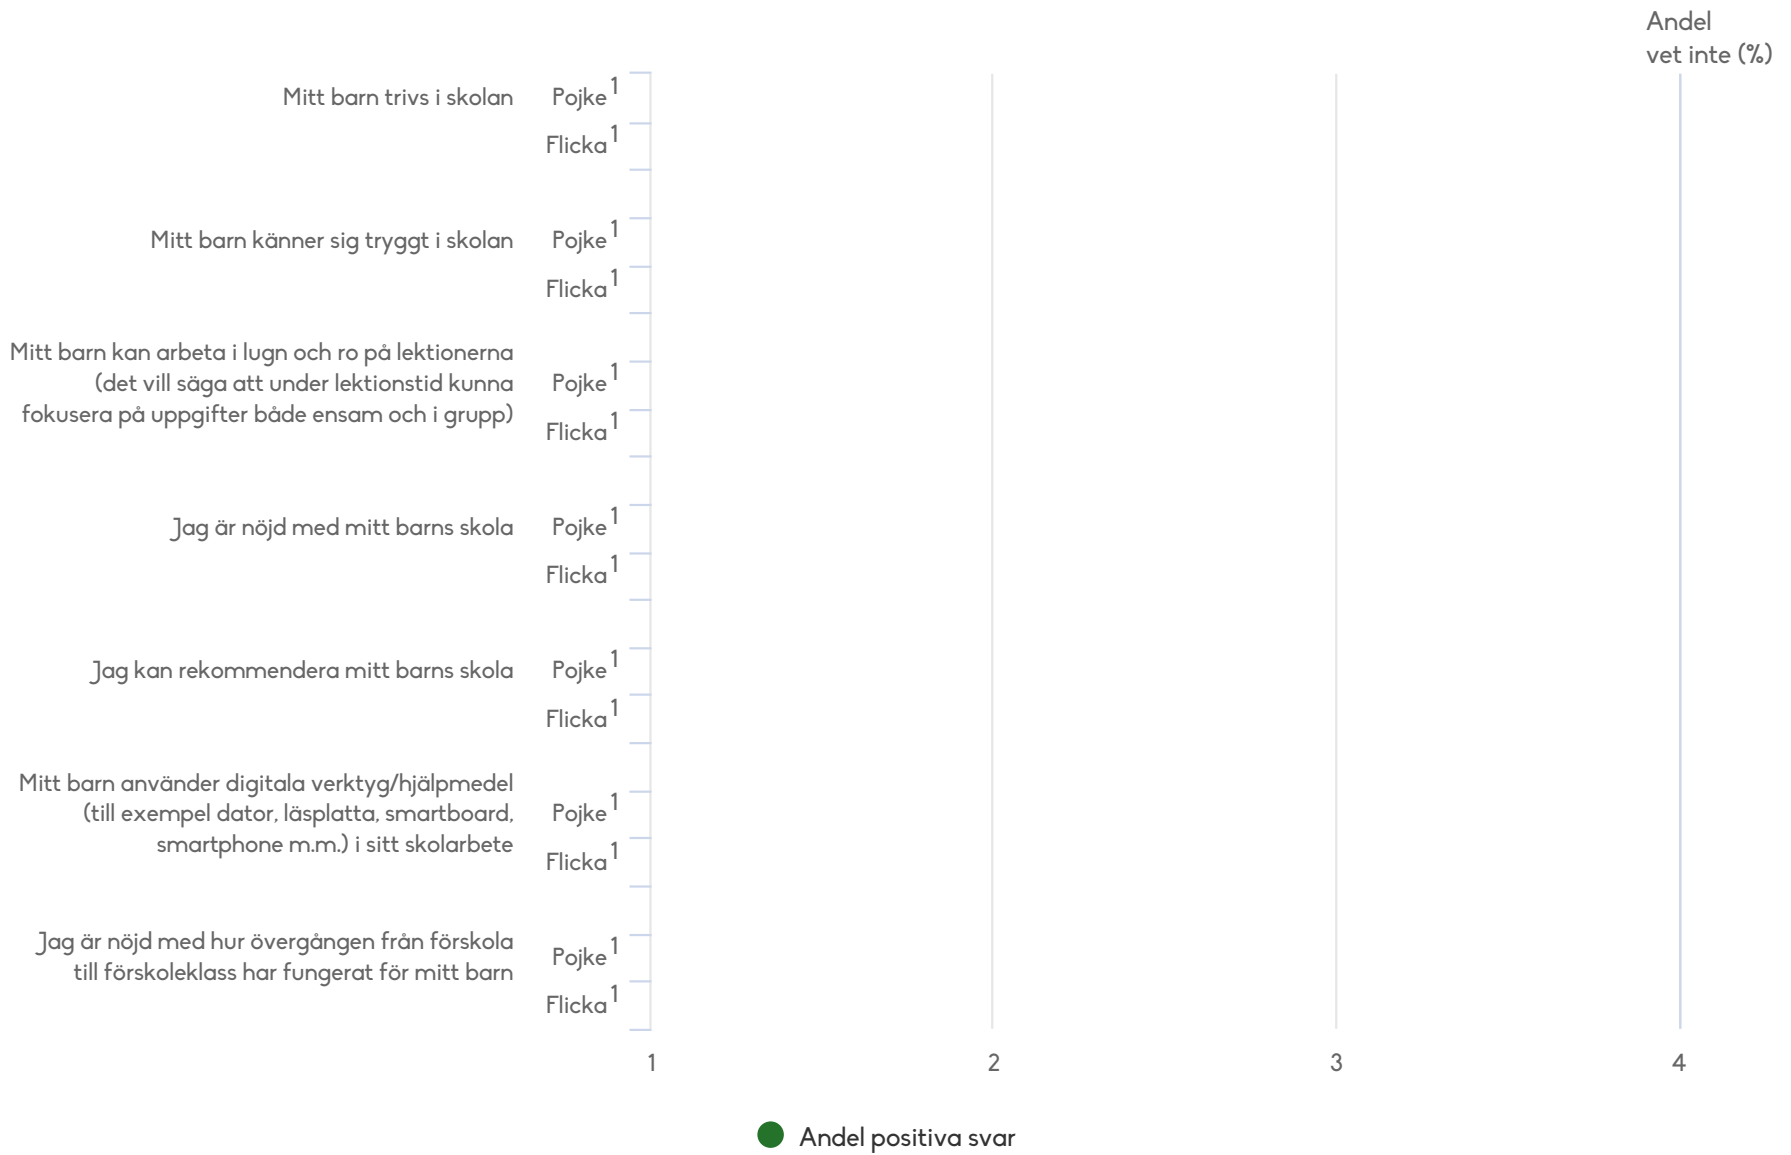 Andel
vet inte (%)
Mitt barn trivs i skolan
Pojke¹
Flicka¹
Mitt barn känner sig tryggt i skolan
Pojke¹
Flicka¹
Mitt barn kan arbeta i lugn och ro på lektionerna
(det vill säga att under lektionstid kunna
fokusera på uppgifter både ensam och i grupp)
Pojke¹
Flicka¹
Jag är nöjd med mitt barns skola
Pojke¹
Flicka¹
Jag kan rekommendera mitt barns skola
Pojke¹
Flicka¹
Mitt barn använder digitala verktyg/hjälpmedel
(till exempel dator, läsplatta, smartboard,
smartphone m.m.) i sitt skolarbete
Pojke¹
Flicka¹
Jag är nöjd med hur övergången från förskola
till förskoleklass har fungerat för mitt barn
Pojke¹
Flicka¹
1 2 3 4
Andel positiva svar